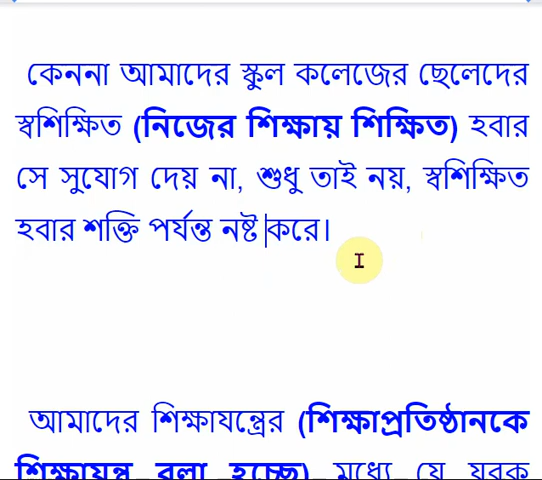 কেননা আমাদের স্কুল কলেজের ছেলেদের
স্বশিক্ষিত (নিজের শিক্ষায় শিক্ষিত) হবার
সে সুযোগ দেয় না, শুধু তাই নয়, স্বশিক্ষিত
হবার শক্তি পর্যন্ত নষ্ট করে।
আমাদের শিক্ষাযন্ত্রের (শিক্ষাপ্রতিষ্ঠানকে
শিক্ষাযন্ত্র বলা হচ্ছে) মধ্যে যে যুবক